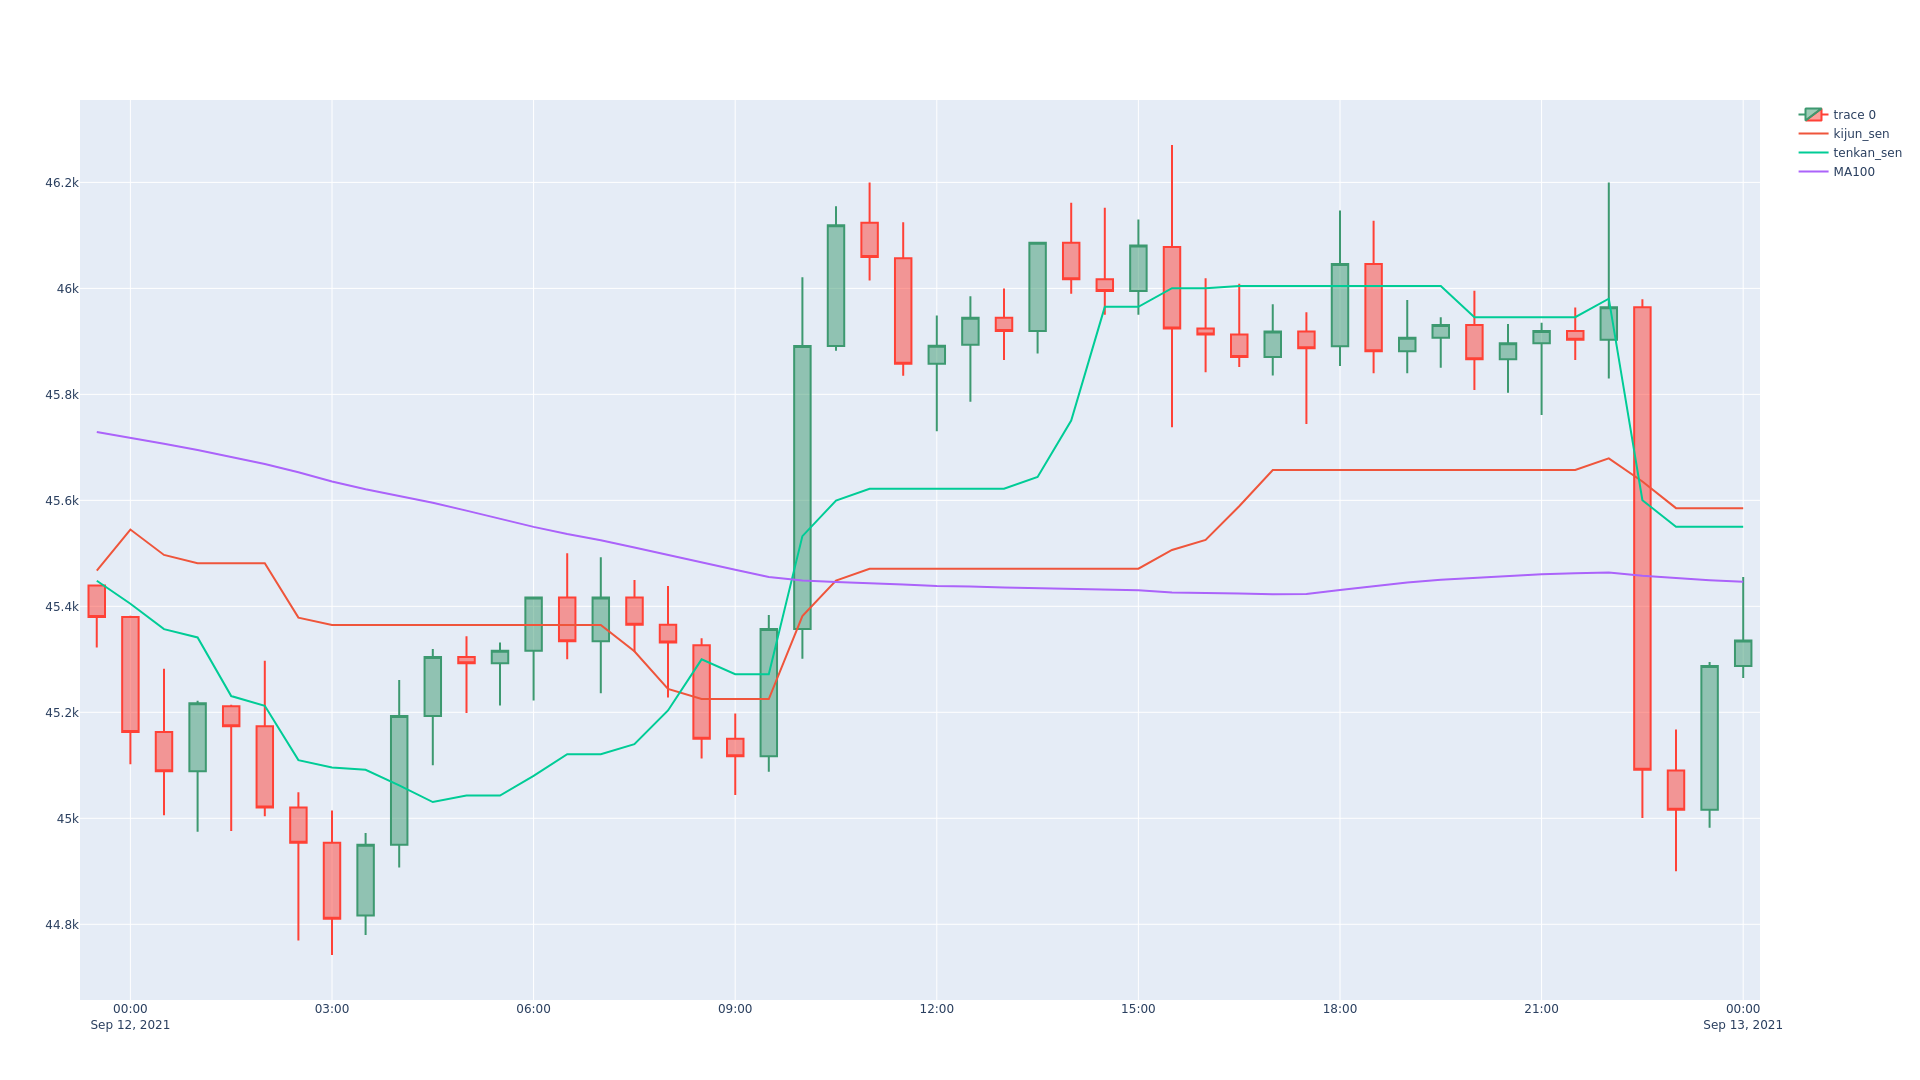 trace 0
kijun_sen
tenkan_sen
MA100
46.2k
46k
45.8k
45.6k
45.4k
45.2k
45k
44.8k
00:00 03:00 06:00 09:00 12:00 15:00 18:00 21:00 00:00
Sep 12, 2021 Sep 13, 2021